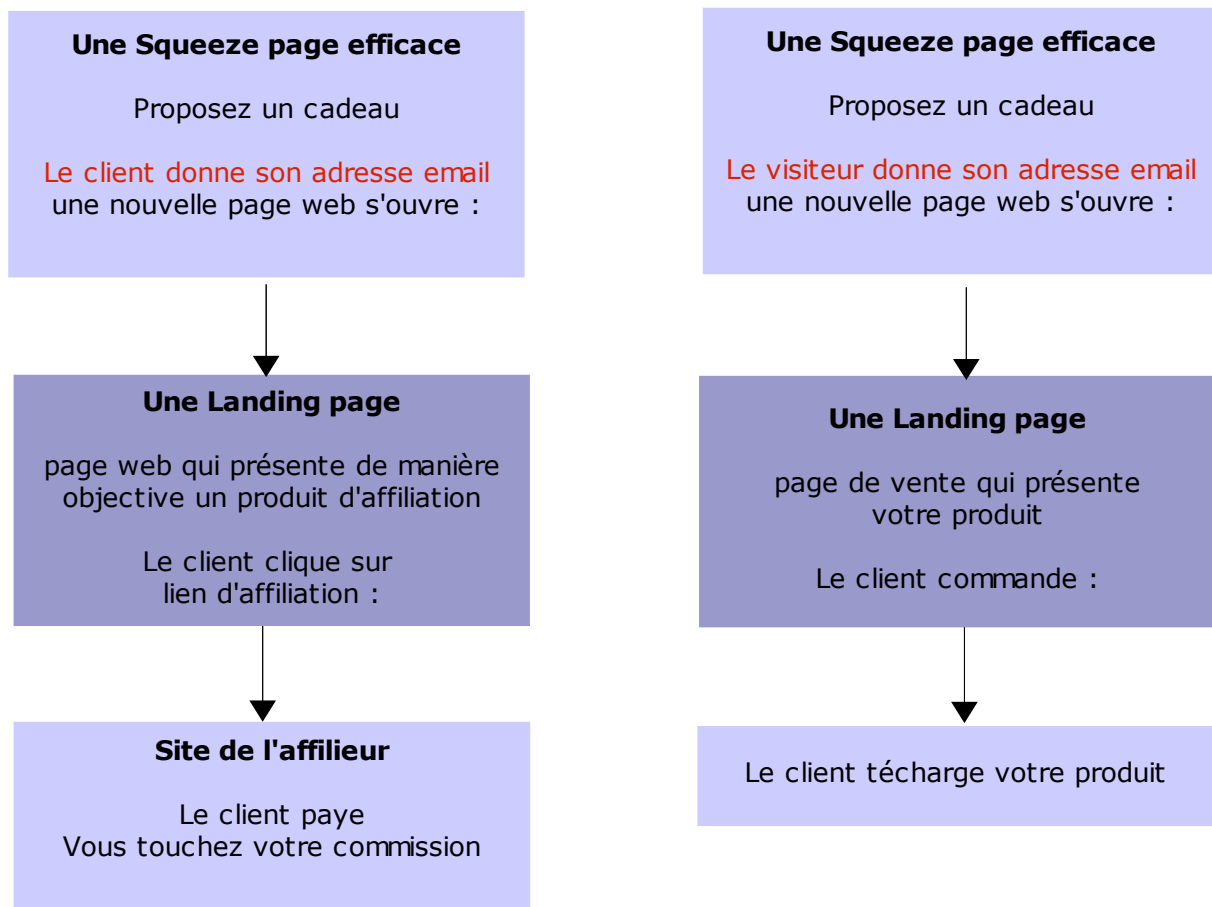 Une Squeeze page efficace
Proposez un cadeau
Le client donne son adresse email
une nouvelle page web s'ouvre :
Une Landing page
page web qui présente de manière
objective un produit d'affiliation
Le client clique sur
lien d'affiliation :
Site de l'affilieur
Le client paye
Vous touchez votre commission
Une Squeeze page efficace
Proposez un cadeau
Le visiteur donne son adresse email
une nouvelle page web s'ouvre :
Une Landing page
page de vente qui présente
votre produit
Le client commande :
Le client técharge votre produit